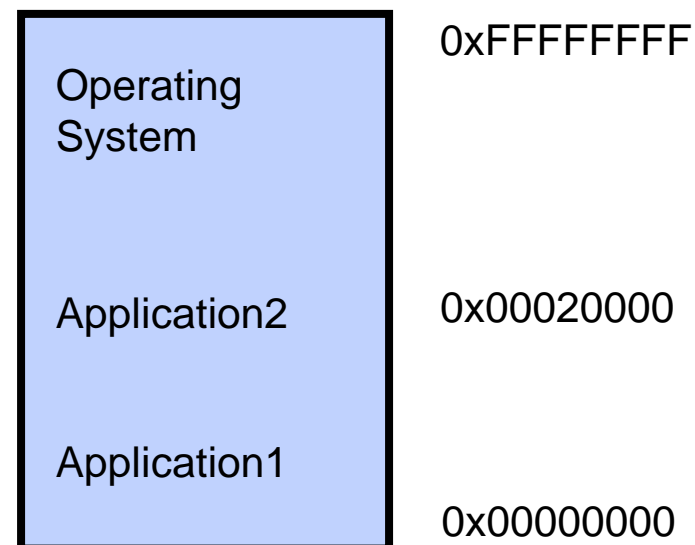 0xFFFFFFFF
Operating
System
Application2
0x00020000
Application1
0x00000000